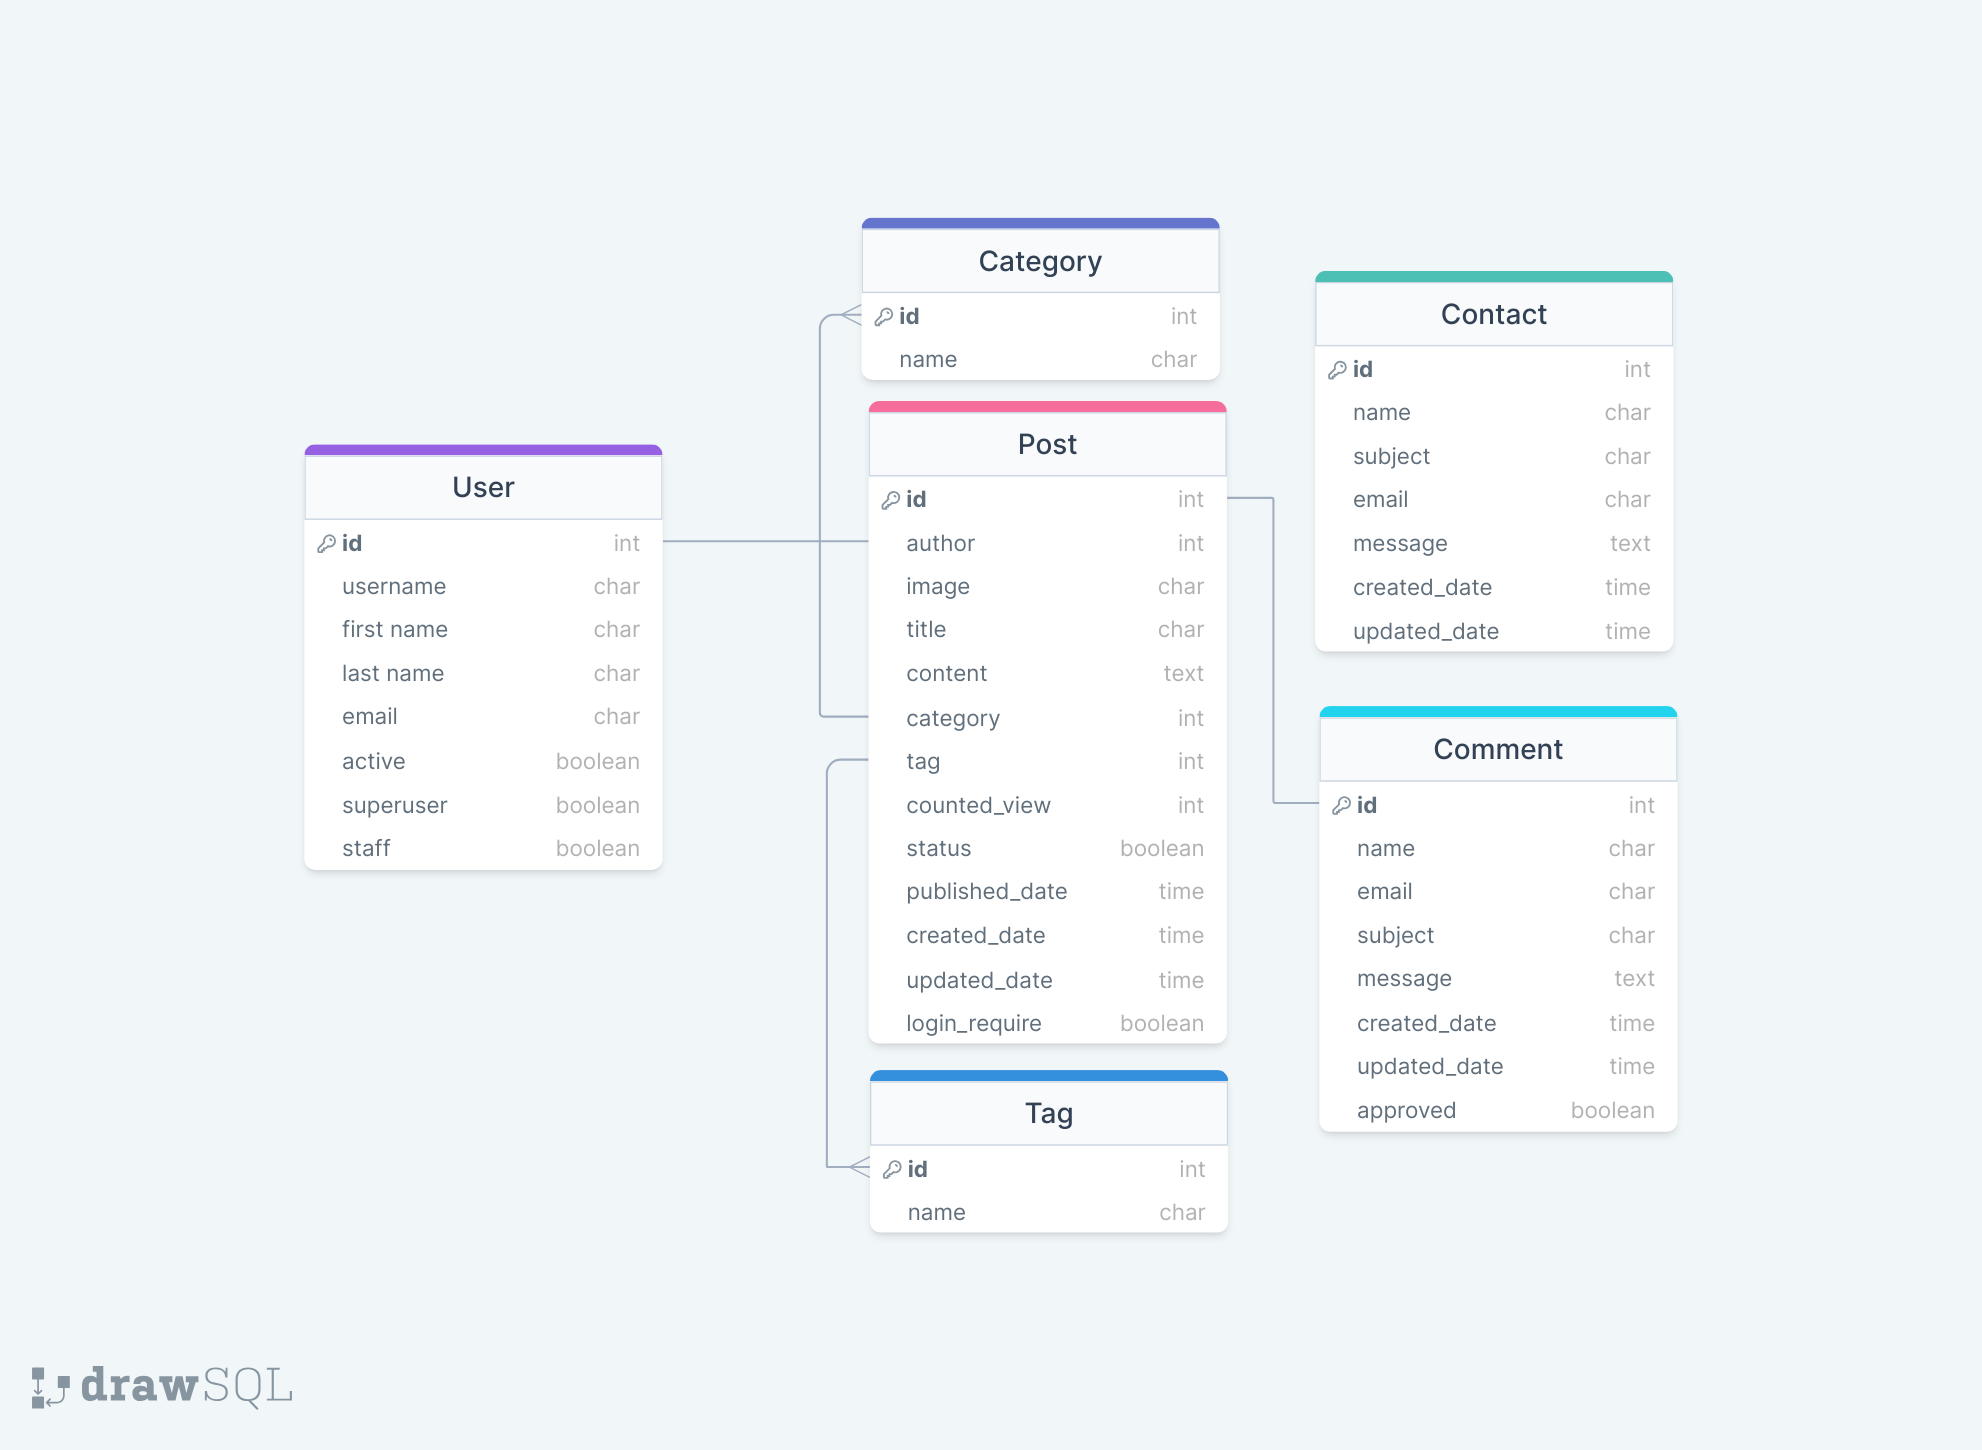 Category
id int
name char
Post
id int
author int
image char
title char
content text
category int
tag int
counted_view int
status boolean
published_date time
created_date time
updated_date time
login_require boolean
Tag
id int
name char
User
id int
username char
first name char
last name char
email char
active boolean
superuser boolean
staff boolean
Contact
id int
name char
subject char
email char
message text
created_date time
updated_date time
Comment
id int
name char
email char
subject char
message text
created_date time
updated_date time
approved boolean
drawSQL